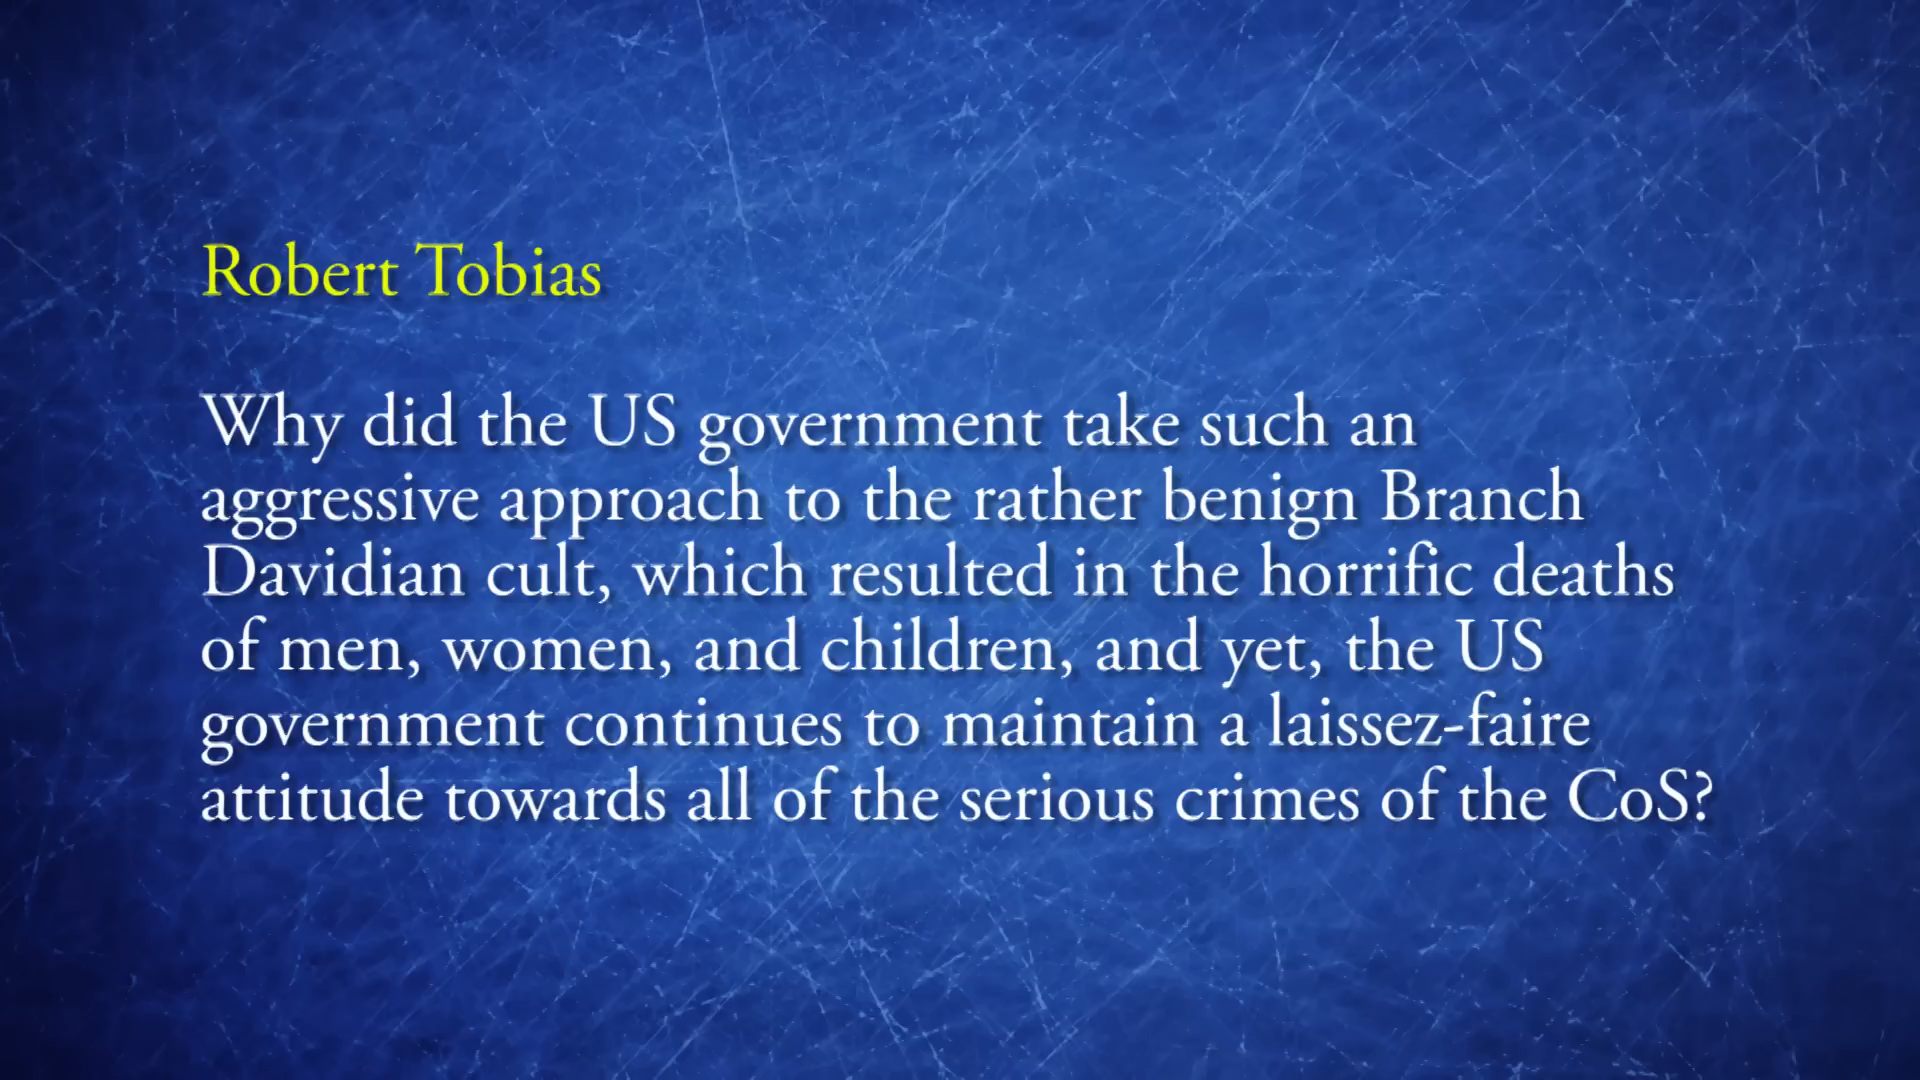 Robert Tobias
Why did the US government take such an
aggressive approach to the rather benign Branch
Davidian cult, which resulted in the horrific deaths
of men, women, and children, and yet, the US
government continues to maintain a laissez-faire
attitude towards all of the serious crimes of the CoS?